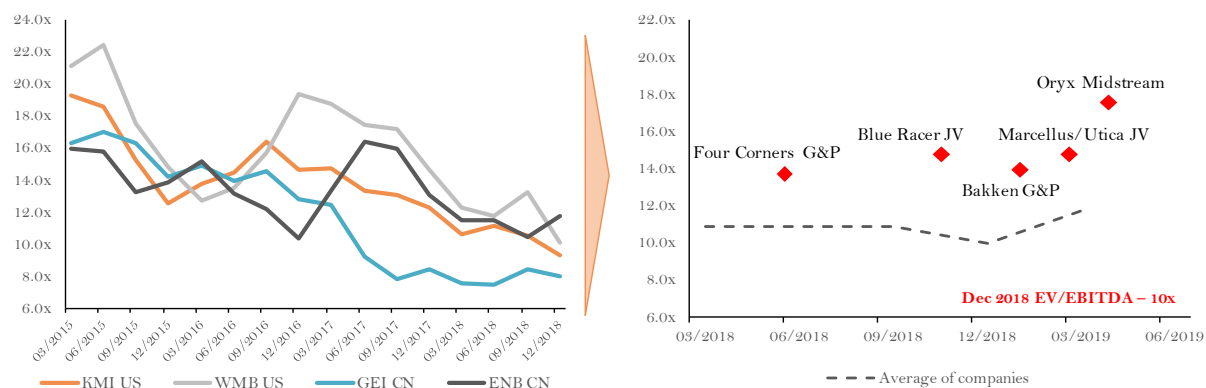 24.0x
22.0x
20.0x
18.0x
16.0x
14.0x
12.0x
10.0x
8.0x
6.0x
03/2015
06/2015
09/2015
12/2015
03/2016
06/2016
09/2016
12/2016
03/2017
06/2017
09/2017
12/2017
03/2018
06/2018
09/2018
12/2018
KMI US WMB US GEI CN ENB CN
22.0x
20.0x
18.0x
16.0x
14.0x
12.0x
10.0x
8.0x
6.0x
Oryx Midstream
Blue Racer JV
Marcellus/Utica JV
Four Corners G&P
Bakken G&P
Dec 2018 EV/EBITDA – 10x
03/2018 06/2018 09/2018 12/2018 03/2019 06/2019
Average of companies